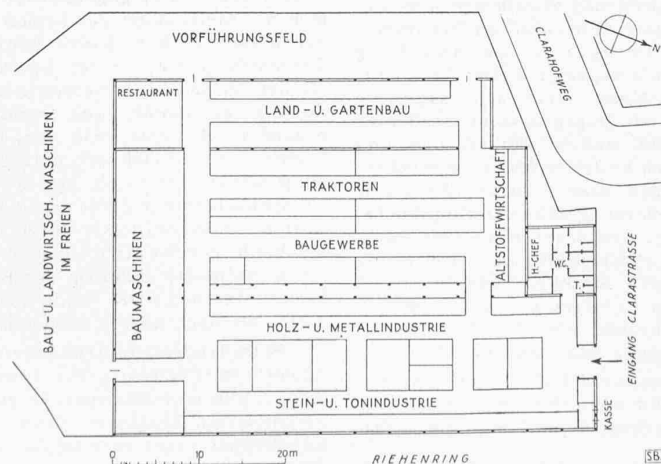 VORFÜHRUNGSFELD
CLARAHOFWEG
N
RESTAURANT
LAND-U. GARTENBAU
BAU-U. LANDWIRTSCH. MASCHINEN
IM FREIEN
BAUMASCHINEN
TRAKTOREN
ALTSTOFFWIRTSCHAFT
BAUGEWERBE
H.-CHEF
W.C.
T.
HOLZ-U. METALLINDUSTRIE
EINGANG CLARASTRASSE
STEIN-U. TONINDUSTRIE
KASSE
0 10 20m
RIEHENRING
SB